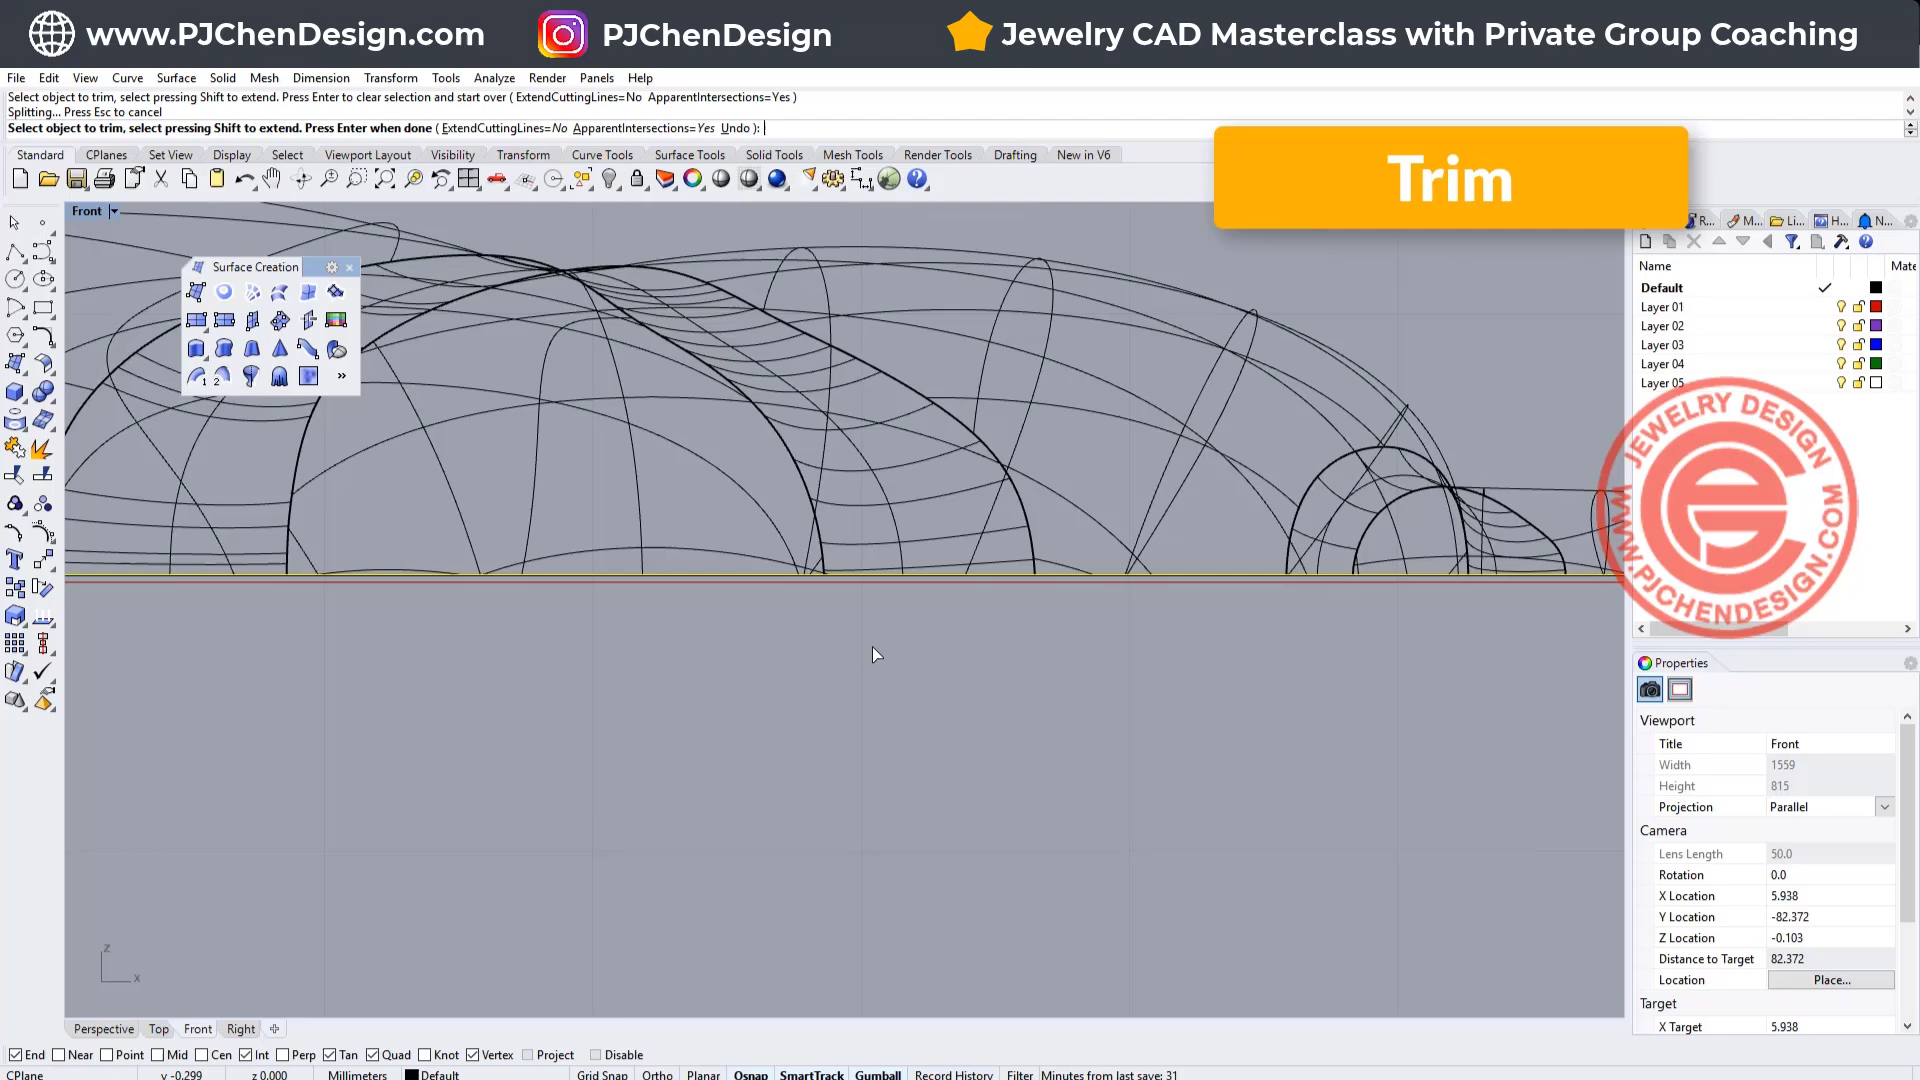 www.PJChenDesign.com PJChenDesign Jewelry CAD Masterclass with Private Group Coaching
File Edit View Curve Surface Solid Mesh Dimension Transform Tools Analyze Render Panels Help
Select object to trim, select pressing Shift to extend. Press Enter to clear selection and start over ( ExtendCuttingLines=No ApparentIntersections=Yes )
Splitting... Press Esc to cancel
Select object to trim, select pressing Shift to extend. Press Enter when done ( ExtendCuttingLines=No ApparentIntersections=Yes Undo ):
Standard CPlanes Set View Display Select Viewport Layout Visibility Transform Curve Tools Surface Tools Solid Tools Mesh Tools Render Tools Drafting New in V6
Trim
Front
R... M... Li... H... N...
Surface Creation
Name Mate
Default
Layer 01
Layer 02
Layer 03
Layer 04
Layer 05
1 2 »
JEWELRY DESIGN
WWW.PJCHENDESIGN.COM
Properties
Viewport
Title Front
Width 1559
Height 815
Projection Parallel
Camera
Lens Length 50.0
Rotation 0.0
X Location 5.938
Y Location -82.372
Z Location -0.103
Distance to Target 82.372
Location Place...
Target
X Target 5.938
z
x
Perspective Top Front Right
End Near Point Mid Cen Int Perp Tan Quad Knot Vertex Project Disable
CPlane y -0.299 z 0.000 Millimeters Default Grid Snap Ortho Planar Osnap SmartTrack Gumball Record History Filter Minutes from last save: 31